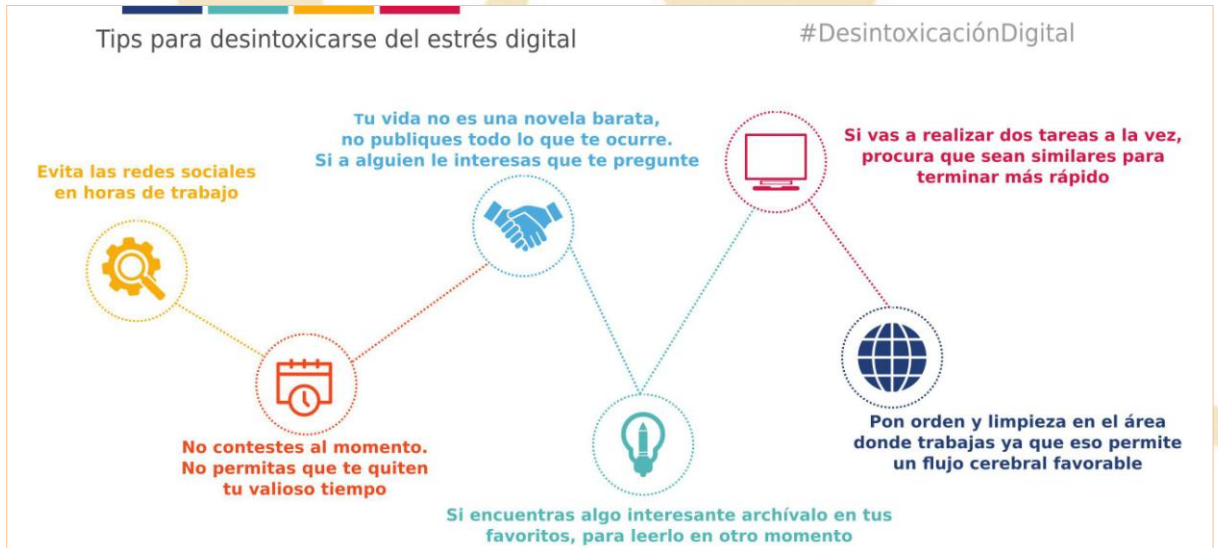 Tips para desintoxicarse del estrés digital
#DesintoxicaciónDigital
Evita las redes sociales
en horas de trabajo
No contestes al momento.
No permitas que te quiten
tu valioso tiempo
Tu vida no es una novela barata,
no publiques todo lo que te ocurre.
Si a alguien le interesas que te pregunte
Si encuentras algo interesante archívalo en tus
favoritos, para leerlo en otro momento
Si vas a realizar dos tareas a la vez,
procura que sean similares para
terminar más rápido
Pon orden y limpieza en el área
donde trabajas ya que eso permite
un flujo cerebral favorable